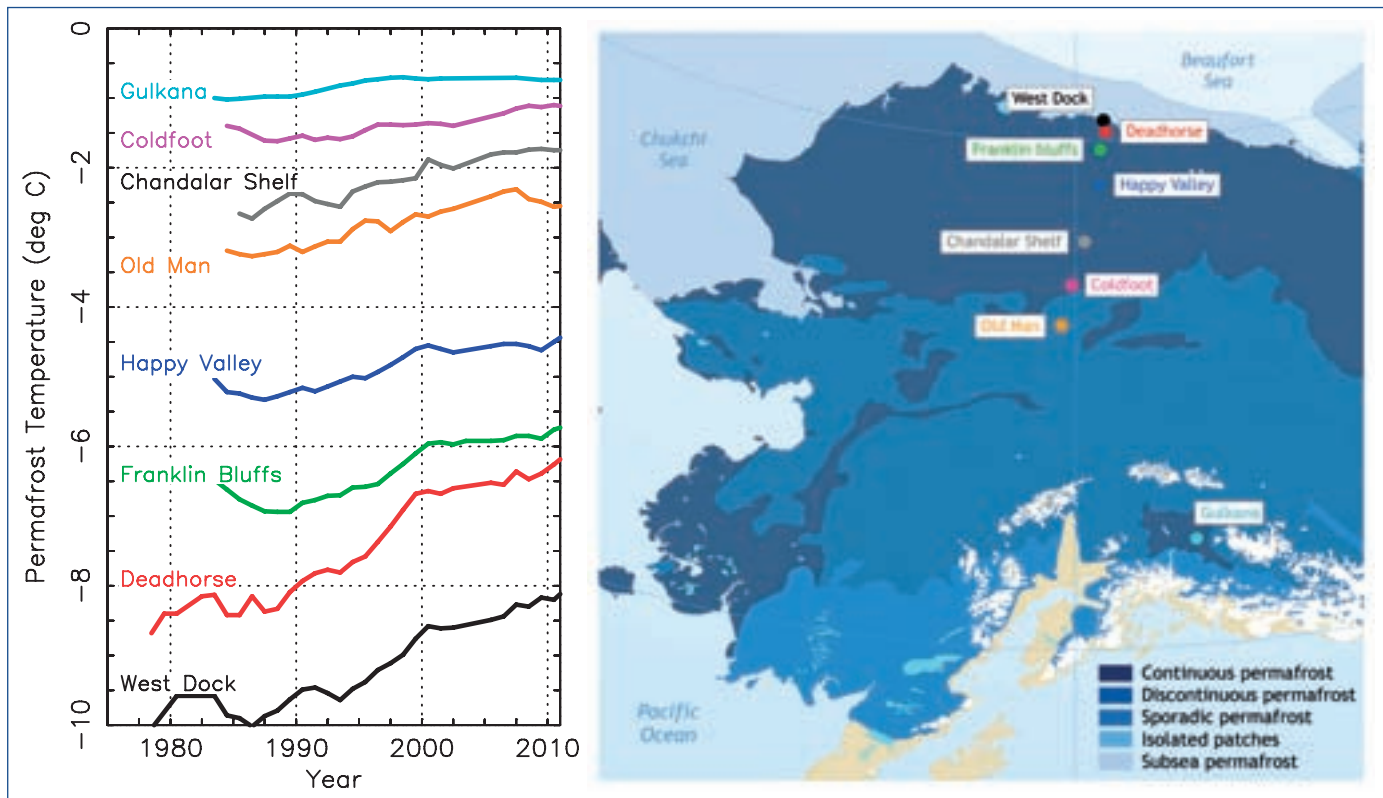 0
−2
−4
−6
−8
−10
Permafrost Temperature (deg C)
Gulkana
Coldfoot
Chandalar Shelf
Old Man
Happy Valley
Franklin Bluffs
Deadhorse
West Dock
1980
1990
2000
2010
Year
Beaufort
Sea
Chukchi
Sea
West Dock
Deadhorse
Franklin bluffs
Happy Valley
Chandalar Shelf
Coldfoot
Old Man
Gulkana
Pacific
Ocean
Continuous permafrost
Discontinuous permafrost
Sporadic permafrost
Isolated patches
Subsea permafrost